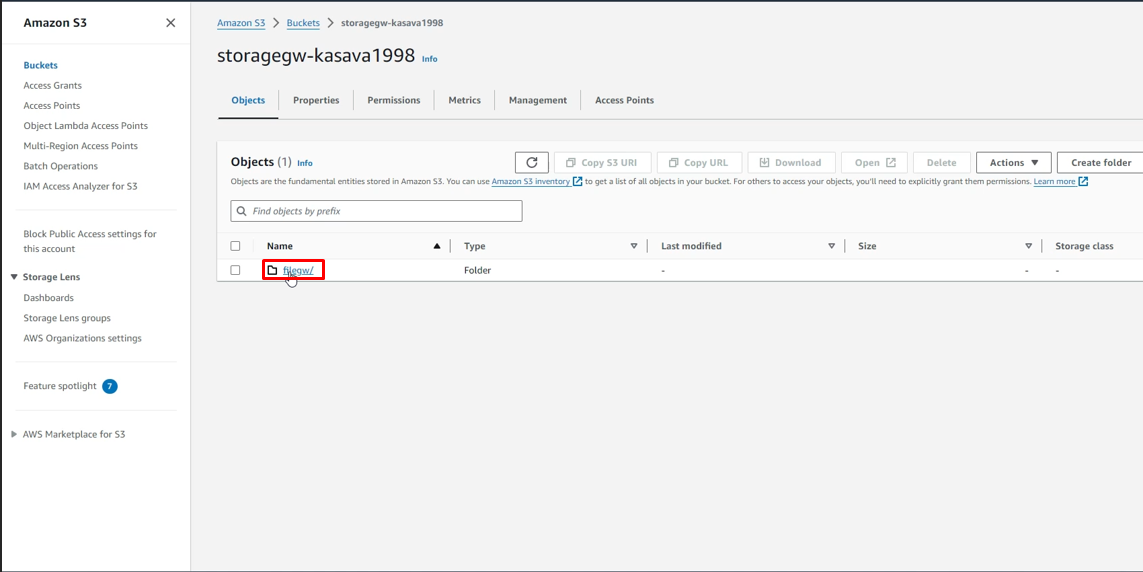 Amazon S3
Amazon S3 > Buckets > storagegw-kasava1998
storagegw-kasava1998 Info
Buckets
Access Grants
Access Points
Object Lambda Access Points
Multi-Region Access Points
Batch Operations
IAM Access Analyzer for S3
Block Public Access settings for
this account
Storage Lens
Dashboards
Storage Lens groups
AWS Organizations settings
Feature spotlight 7
AWS Marketplace for S3
Objects Properties Permissions Metrics Management Access Points
Objects (1) Info
Copy S3 URI Copy URL Download Open Delete Actions Create folder
Objects are the fundamental entities stored in Amazon S3. You can use Amazon S3 inventory to get a list of all objects in your bucket. For others to access your objects, you'll need to explicitly grant them permissions. Learn more
Find objects by prefix
Name Type Last modified Size Storage class
filegw/ Folder - - -